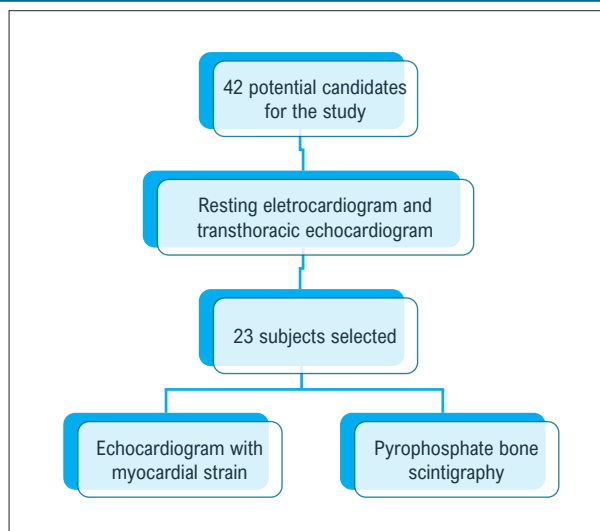 42 potential candidates
for the study
Resting eletrocardiogram and
transthoracic echocardiogram
23 subjects selected
Echocardiogram with
myocardial strain
Pyrophosphate bone
scintigraphy